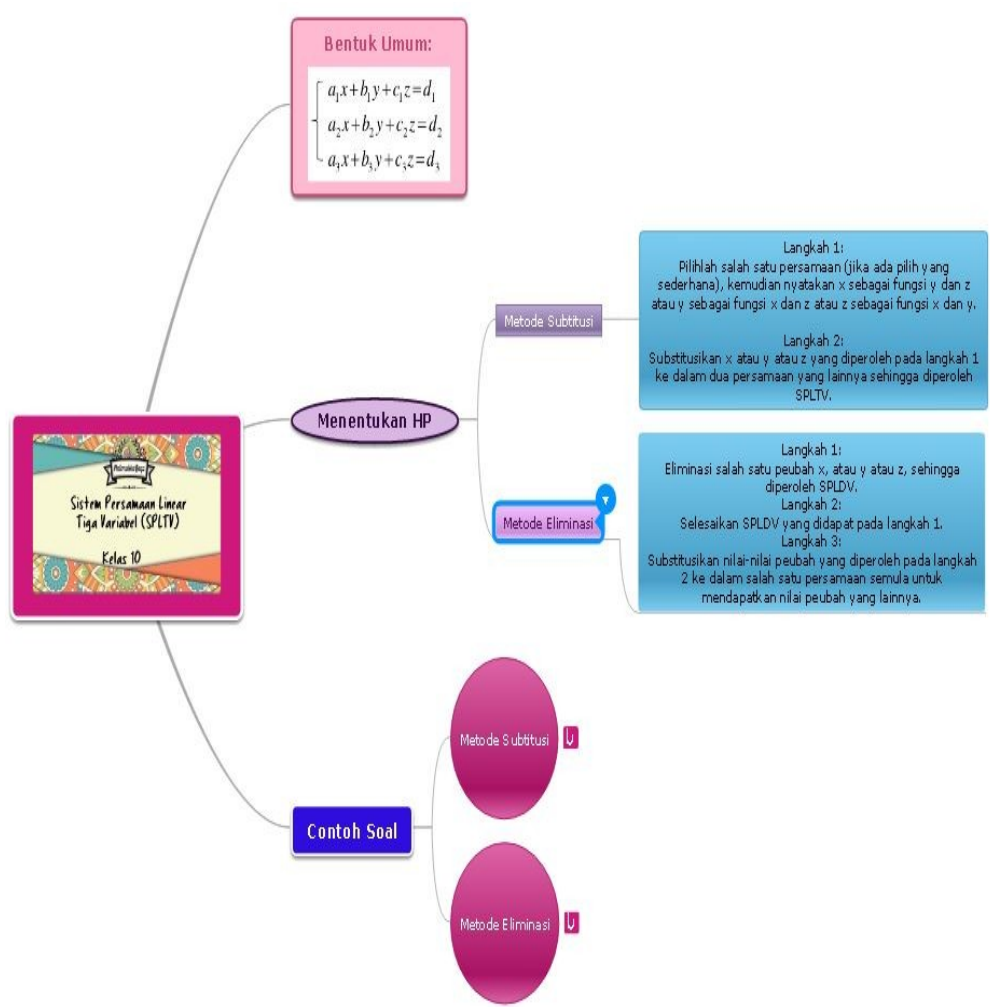 Bentuk Umum:
a₁x+b₁y+c₁z=d₁
a₂x+b₂y+c₂z=d₂
a₃x+b₃y+c₃z=d₃
Langkah 1:
Pilihlah salah satu persamaan (jika ada pilih yang
sederhana), kemudian nyatakan x sebagai fungsi y dan z
atau y sebagai fungsi x dan z atau z sebagai fungsi x dan y.
Langkah 2:
Substitusikan x atau y atau z yang diperoleh pada langkah 1
ke dalam dua persamaan yang lainnya sehingga diperoleh
SPLTV.
Metode Subtitusi
Menentukan HP
Langkah 1:
Eliminasi salah satu peubah x, atau y atau z, sehingga
diperoleh SPLDV.
Langkah 2:
Selesaikan SPLDV yang didapat pada langkah 1.
Langkah 3:
Substitusikan nilai-nilai peubah yang diperoleh pada langkah
2 ke dalam salah satu persamaan semula untuk
mendapatkan nilai peubah yang lainnya.
Metode Eliminasi
Sistem Persamaan Linear
Tiga Variabel (SPLTV)
Kelas 10
Metode Subtitusi
Contoh Soal
Metode Eliminasi